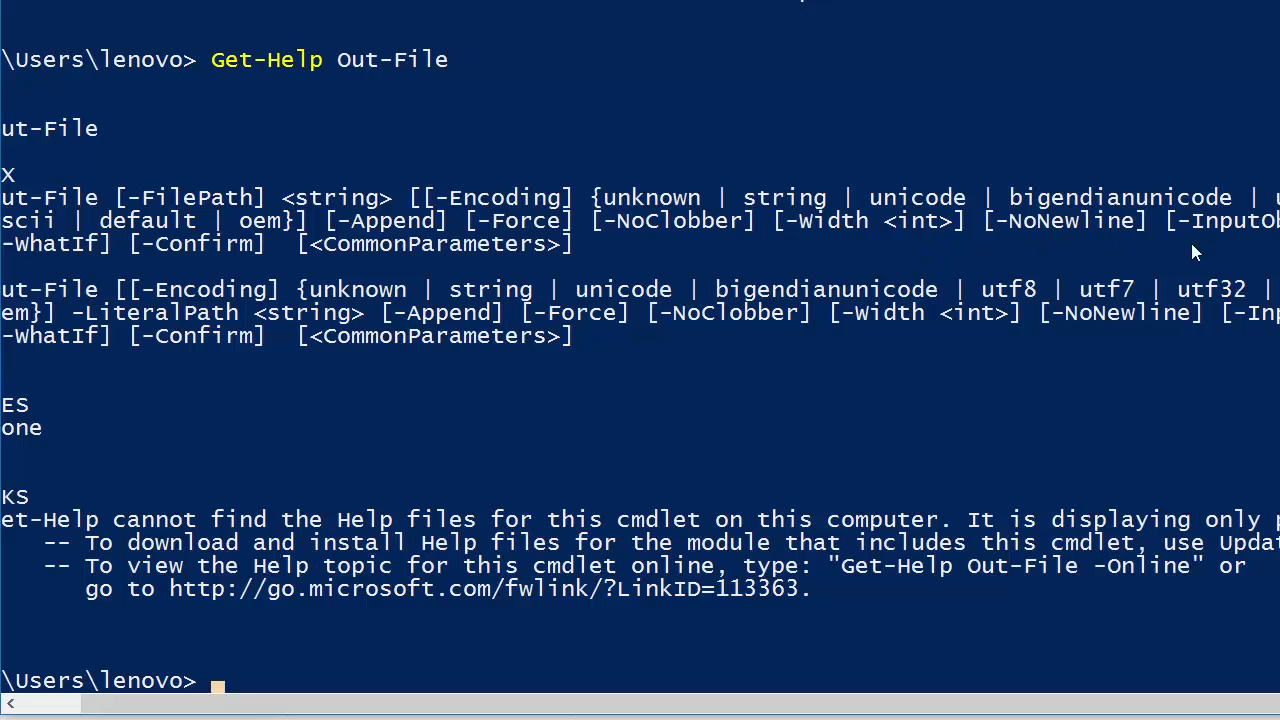 \Users\lenovo> Get-Help Out-File
ut-File
X
ut-File [-FilePath] <string> [[-Encoding] {unknown | string | unicode | bigendianunicode | u
scii | default | oem}] [-Append] [-Force] [-NoClobber] [-Width <int>] [-NoNewline] [-InputOb
-WhatIf] [-Confirm]  [<CommonParameters>]
ut-File [[-Encoding] {unknown | string | unicode | bigendianunicode | utf8 | utf7 | utf32 |
em}] -LiteralPath <string> [-Append] [-Force] [-NoClobber] [-Width <int>] [-NoNewline] [-Inp
-WhatIf] [-Confirm]  [<CommonParameters>]
ES
one
KS
et-Help cannot find the Help files for this cmdlet on this computer. It is displaying only p
-- To download and install Help files for the module that includes this cmdlet, use Upda
-- To view the Help topic for this cmdlet online, type: "Get-Help Out-File -Online" or
go to http://go.microsoft.com/fwlink/?LinkID=113363.
\Users\lenovo>